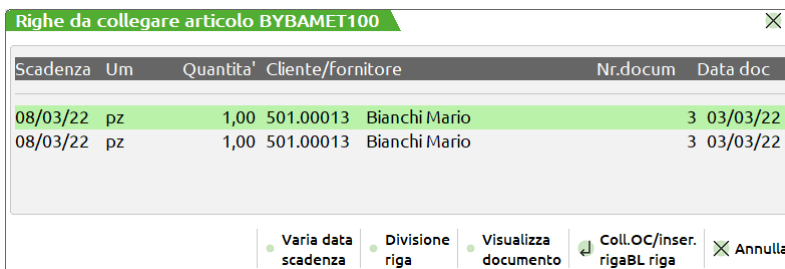 Righe da collegare articolo BYBAMET100
Scadenza Um Quantita' Cliente/fornitore Nr.docum Data doc
08/03/22 pz 1,00 501.00013 Bianchi Mario 3 03/03/22
08/03/22 pz 1,00 501.00013 Bianchi Mario 3 03/03/22
Varia data Divisione Visualizza Coll.OC/inser. Annulla
scadenza riga documento rigaBL riga